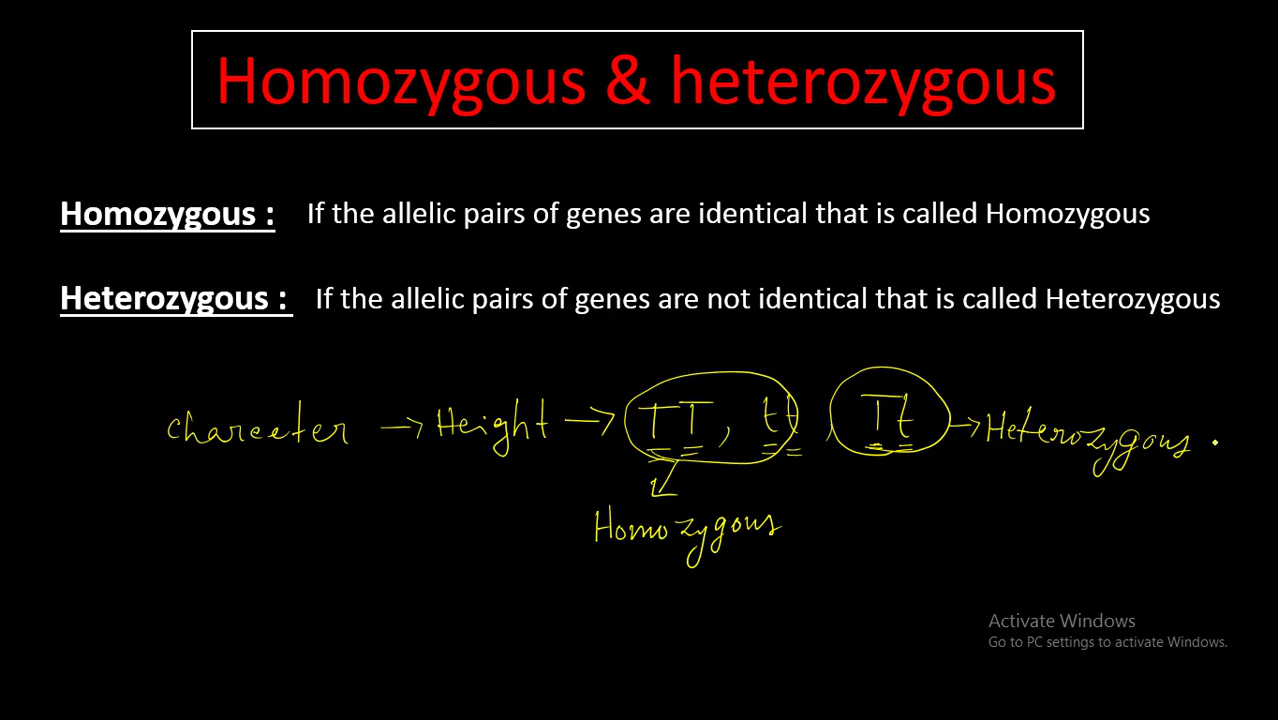 Homozygous & heterozygous
Homozygous : If the allelic pairs of genes are identical that is called Homozygous
Heterozygous : If the allelic pairs of genes are not identical that is called Heterozygous
chareeter → Height → TT, tt, Tt → Heterozygous .
Homozygous
Activate Windows
Go to PC settings to activate Windows.